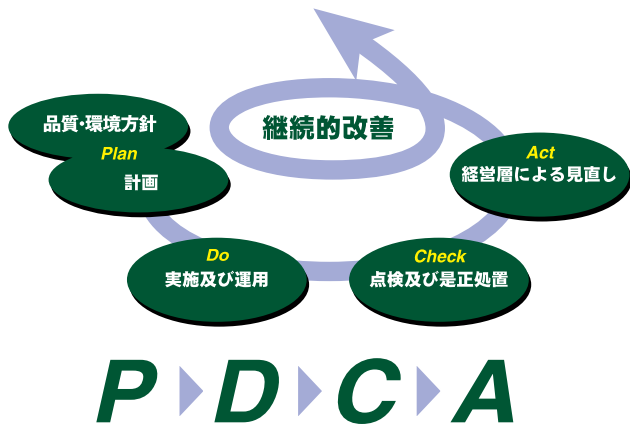 継続的改善
品質・環境方針
Plan
計画
Do
実施及び運用
Check
点検及び是正処置
Act
経営層による見直し
P D C A